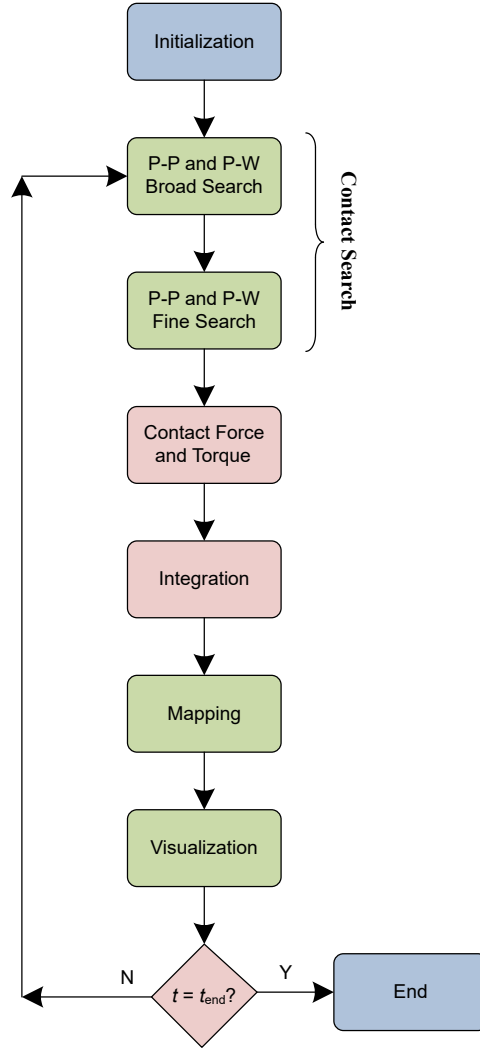 Initialization
P-P and P-W
Broad Search
P-P and P-W
Fine Search
Contact Search
Contact Force
and Torque
Integration
Mapping
Visualization
N
t = tend?
Y
End